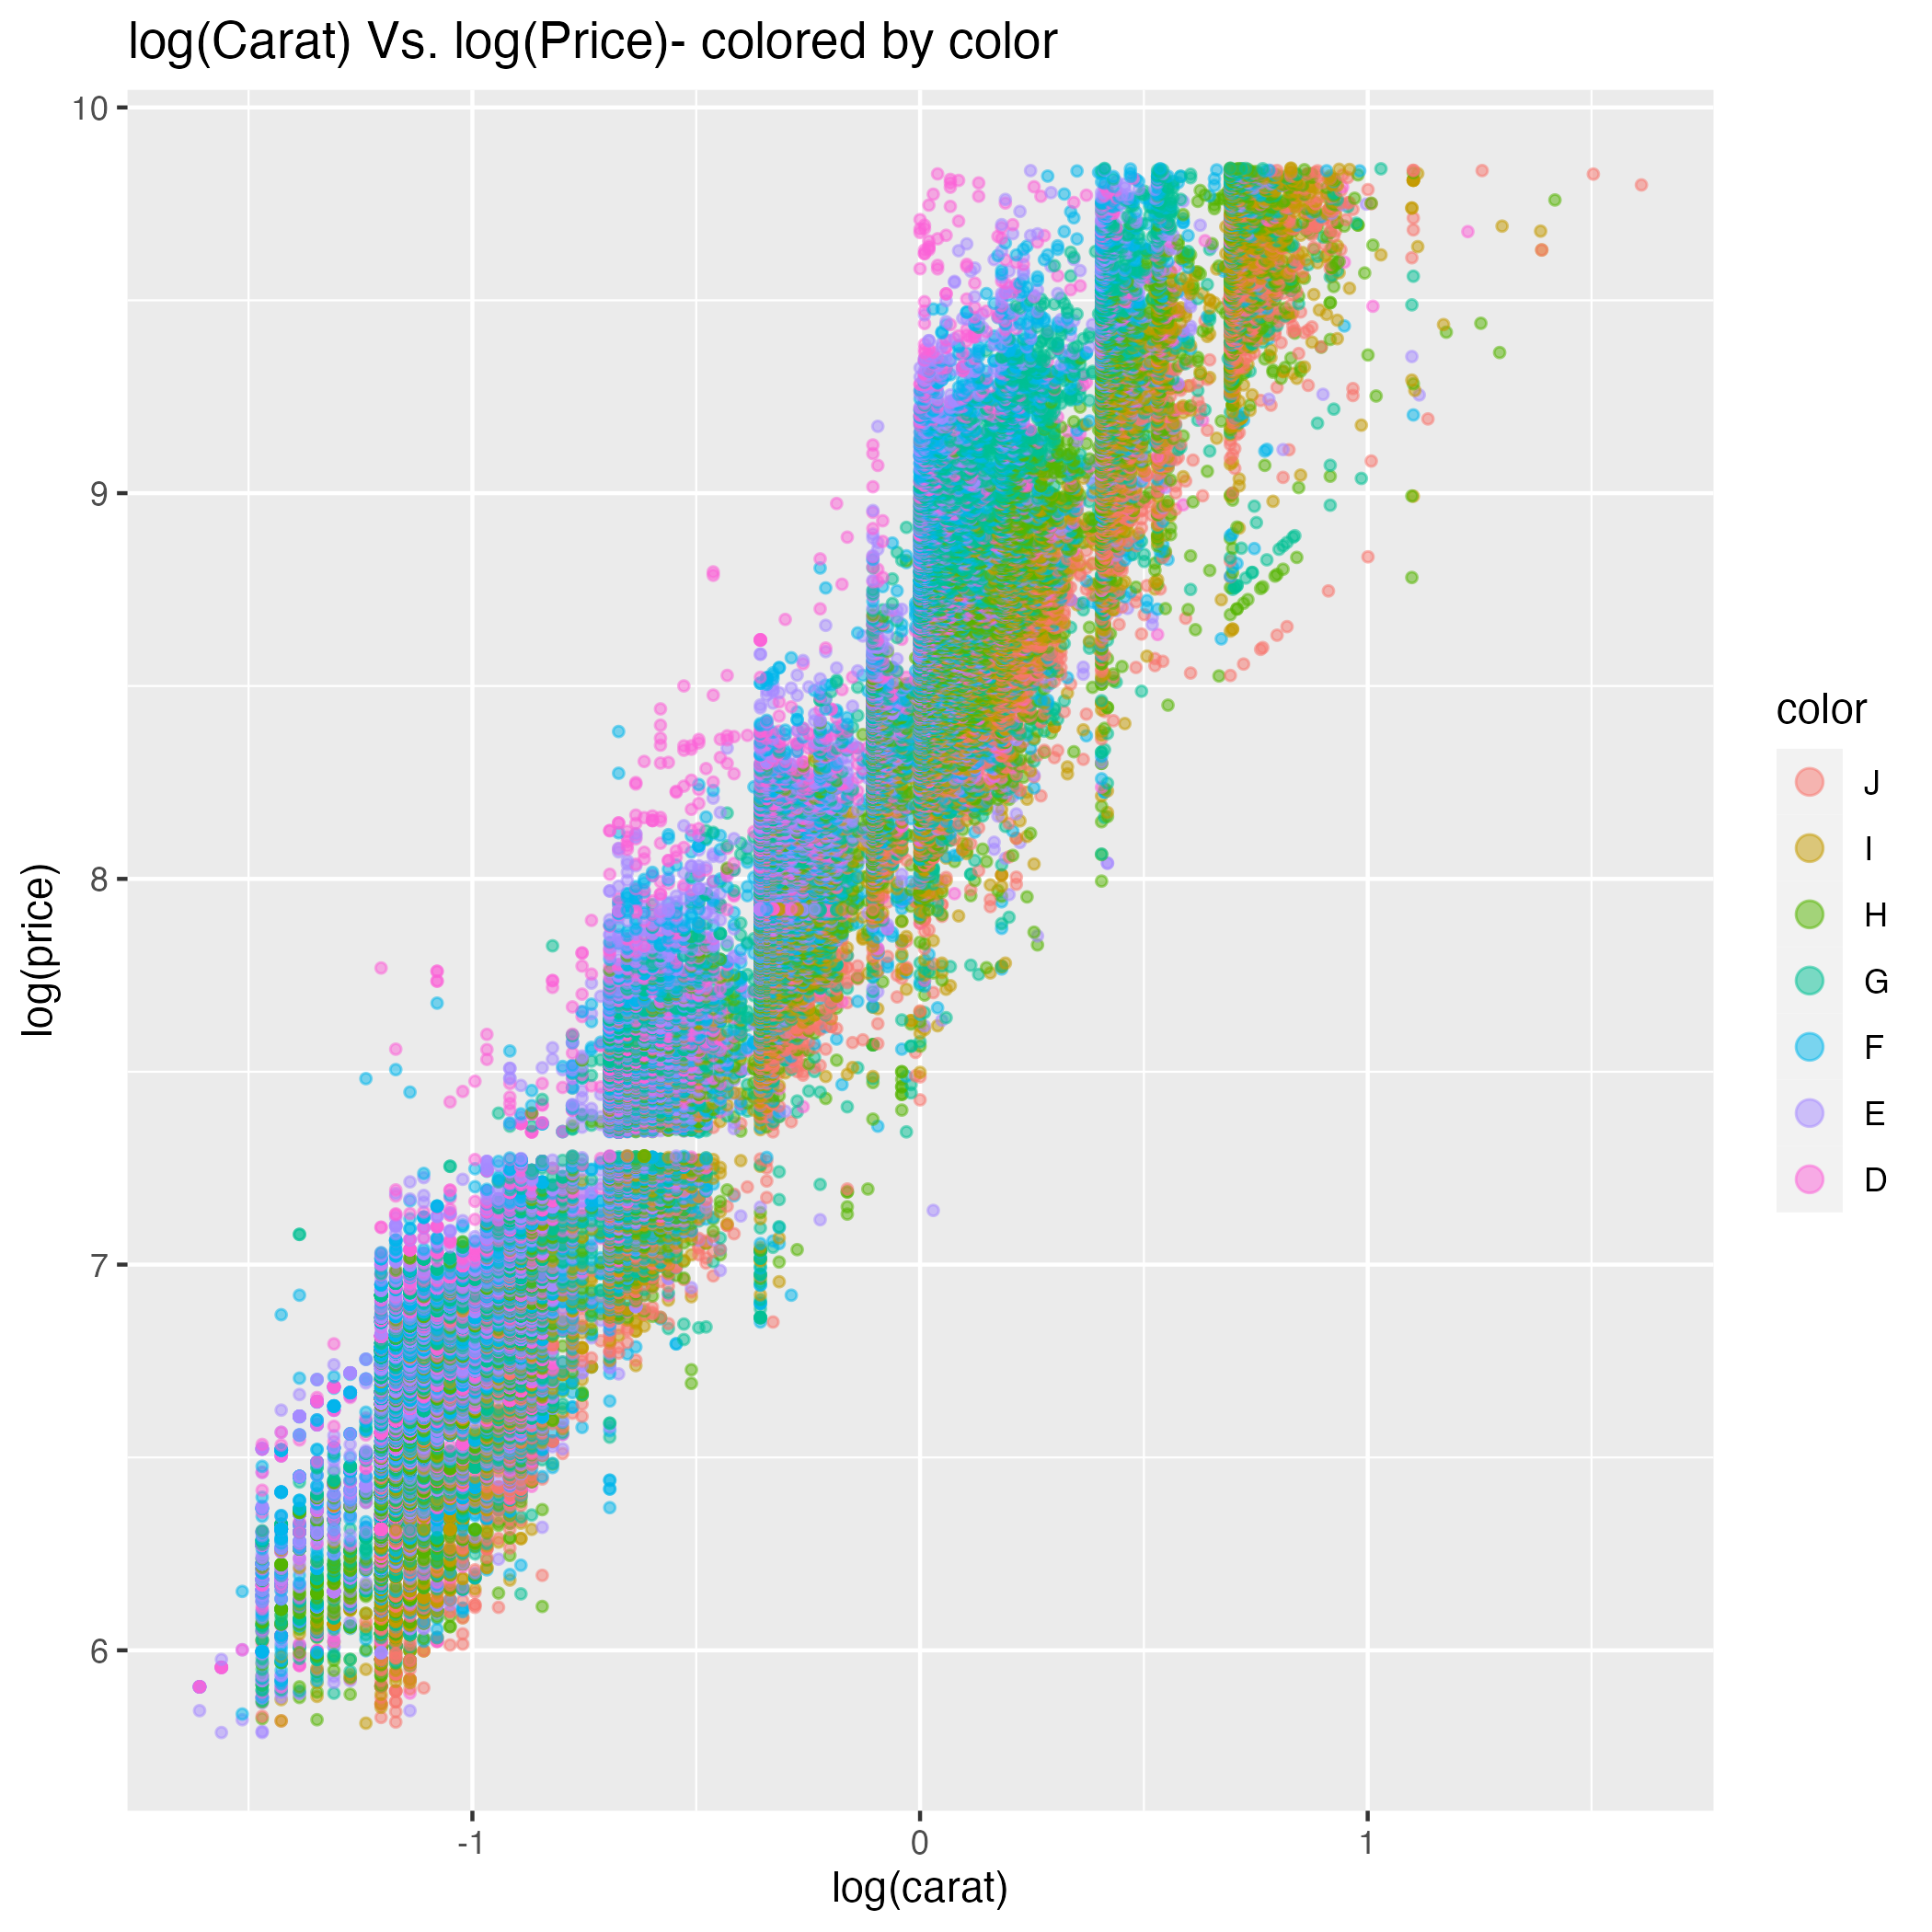 log(Carat) Vs. log(Price)- colored by color
10
9
8
7
6
log(price)
-1
0
1
log(carat)
color
J
I
H
G
F
E
D